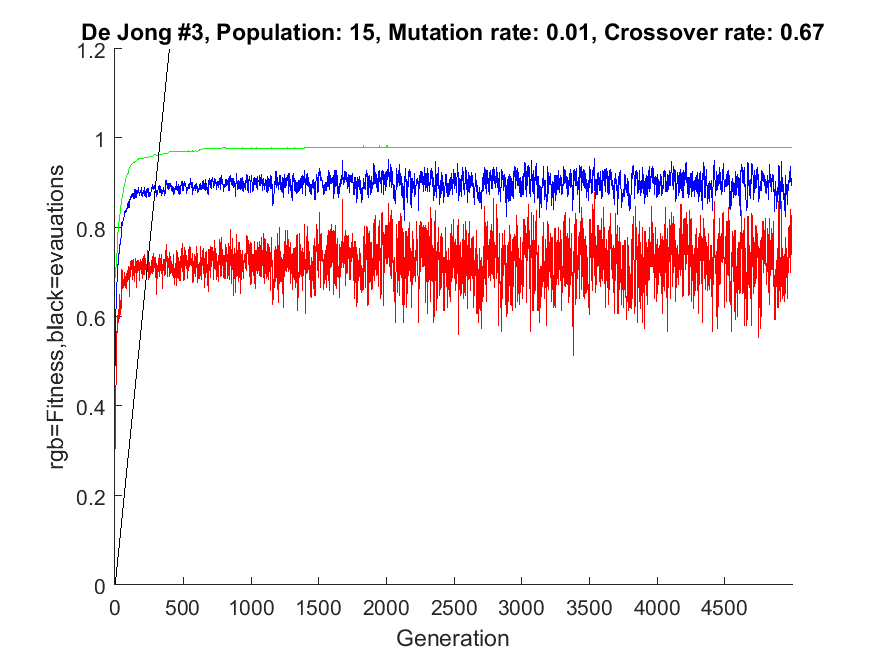 De Jong #3, Population: 15, Mutation rate: 0.01, Crossover rate: 0.67
1.2
1
0.8
0.6
0.4
0.2
0
rgb=Fitness,black=evauations
0 500 1000 1500 2000 2500 3000 3500 4000 4500
Generation